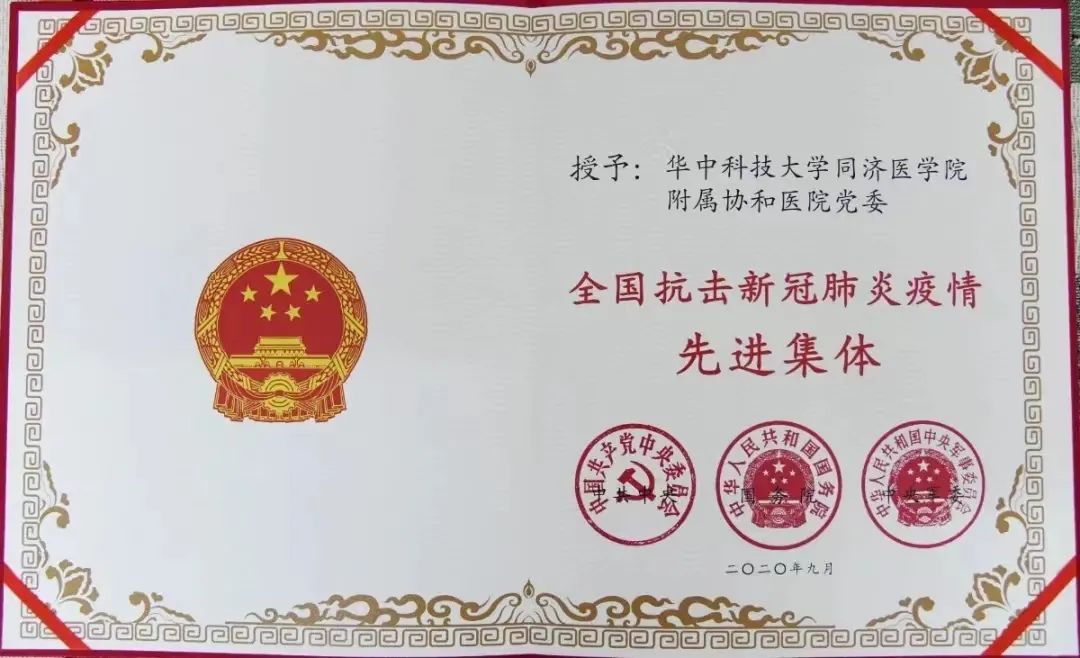 授予：华中科技大学同济医学院
附属协和医院党委
全国抗击新冠肺炎疫情
先进集体
中国共产党中央委员会
中共中央
中华人民共和国国务院
国务院
中华人民共和国中央军事委员会
中央军委
二〇二〇年九月